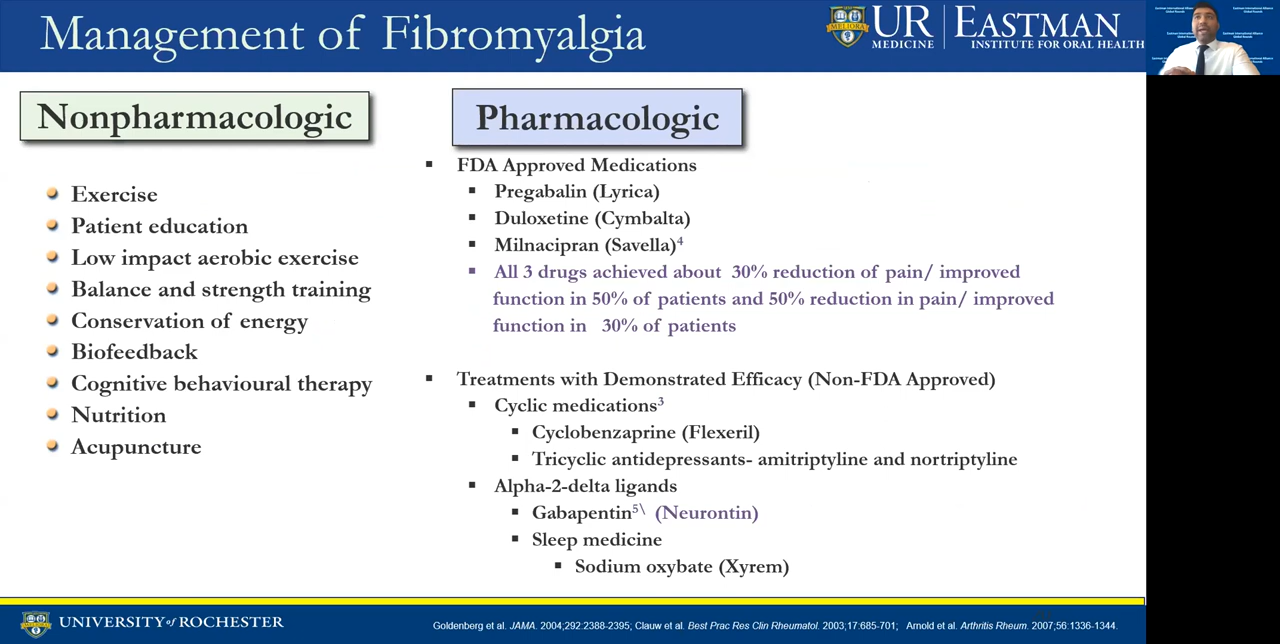 Management of Fibromyalgia
UR
MEDICINE
EASTMAN
INSTITUTE FOR ORAL HEALTH
MELIORA
Nonpharmacologic
Exercise
Patient education
Low impact aerobic exercise
Balance and strength training
Conservation of energy
Biofeedback
Cognitive behavioural therapy
Nutrition
Acupuncture
Pharmacologic
FDA Approved Medications
Pregabalin (Lyrica)
Duloxetine (Cymbalta)
Milnacipran (Savella)4
All 3 drugs achieved about 30% reduction of pain/ improved
function in 50% of patients and 50% reduction in pain/ improved
function in 30% of patients
Treatments with Demonstrated Efficacy (Non-FDA Approved)
Cyclic medications3
Cyclobenzaprine (Flexeril)
Tricyclic antidepressants- amitriptyline and nortriptyline
Alpha-2-delta ligands
Gabapentin5\ (Neurontin)
Sleep medicine
Sodium oxybate (Xyrem)
UNIVERSITY of ROCHESTER
Goldenberg et al. JAMA. 2004;292:2388-2395; Clauw et al. Best Prac Res Clin Rheumatol. 2003;17:685-701; Arnold et al. Arthritis Rheum. 2007;56:1336-1344.